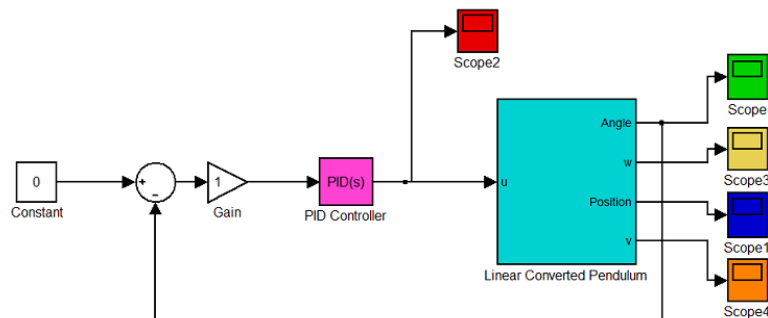 Scope2
Angle
Scope
w
Scope3
0
Constant
+
-
1
Gain
PID(s)
PID Controller
u
Position
Scope1
v
Linear Converted Pendulum
Scope4